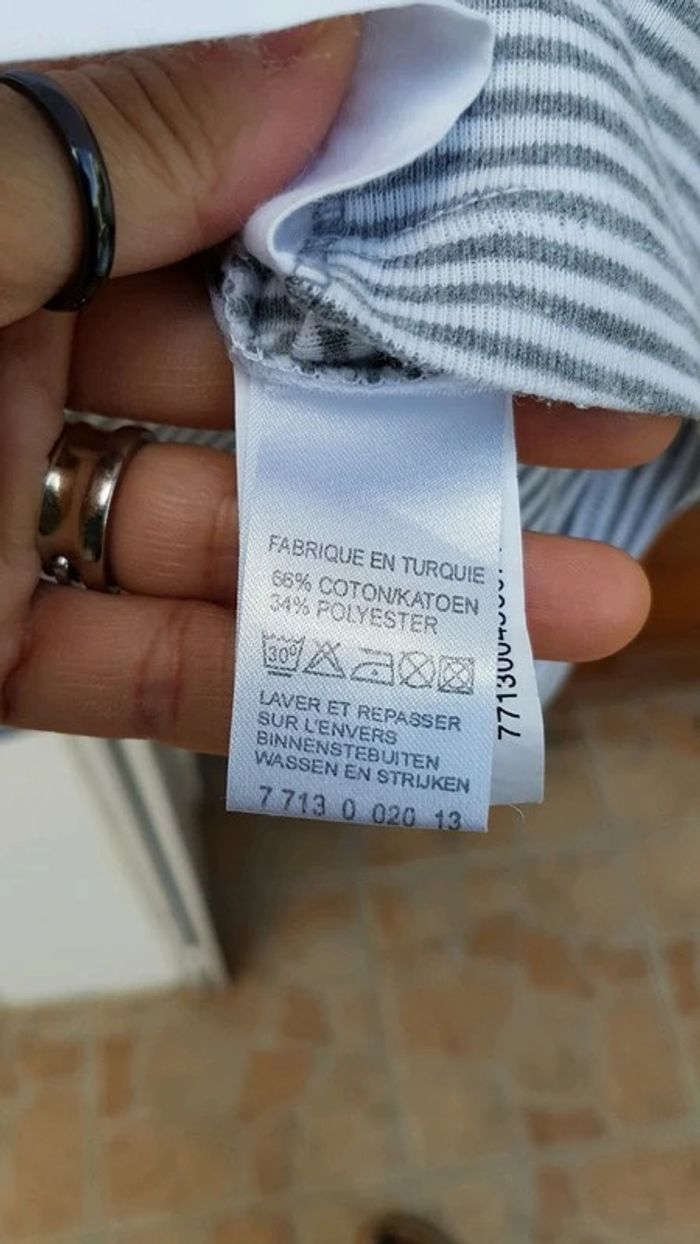 FABRIQUE EN TURQUIE
66% COTON/KATOEN
34% POLYESTER
30°
LAVER ET REPASSER
SUR L'ENVERS
BINNENSTEBUITEN
WASSEN EN STRIJKEN
7 713 0 020 13